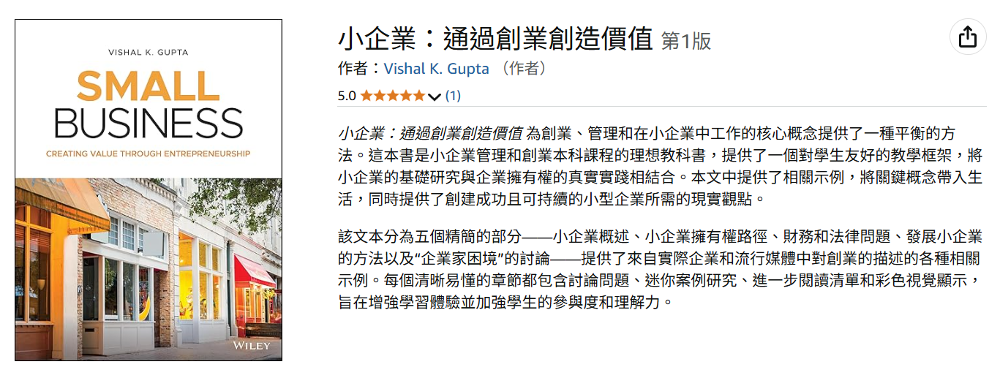 VISHAL K. GUPTA
SMALL
BUSINESS
CREATING VALUE THROUGH ENTREPRENEURSHIP
WILEY
小企業：通過創業創造價值 第1版
作者：Vishal K. Gupta （作者）
5.0 (1)
小企業：通過創業創造價值 為創業、管理和在小企業中工作的核心概念提供了一種平衡的方
法。這本書是小企業管理和創業本科課程的理想教科書，提供了一個對學生友好的教學框架，將
小企業的基礎研究與企業擁有權的真實實踐相結合。本文中提供了相關示例，將關鍵概念帶入生
活，同時提供了創建成功且可持續的小型企業所需的現實觀點。
該文本分為五個精簡的部分——小企業概述、小企業擁有權路徑、財務和法律問題、發展小企業
的方法以及“企業家困境”的討論——提供了來自實際企業和流行媒體中對創業的描述的各種相關
示例。每個清晰易懂的章節都包含討論問題、迷你案例研究、進一步閱讀清單和彩色視覺顯示，
旨在增強學習體驗並加強學生的參與度和理解力。